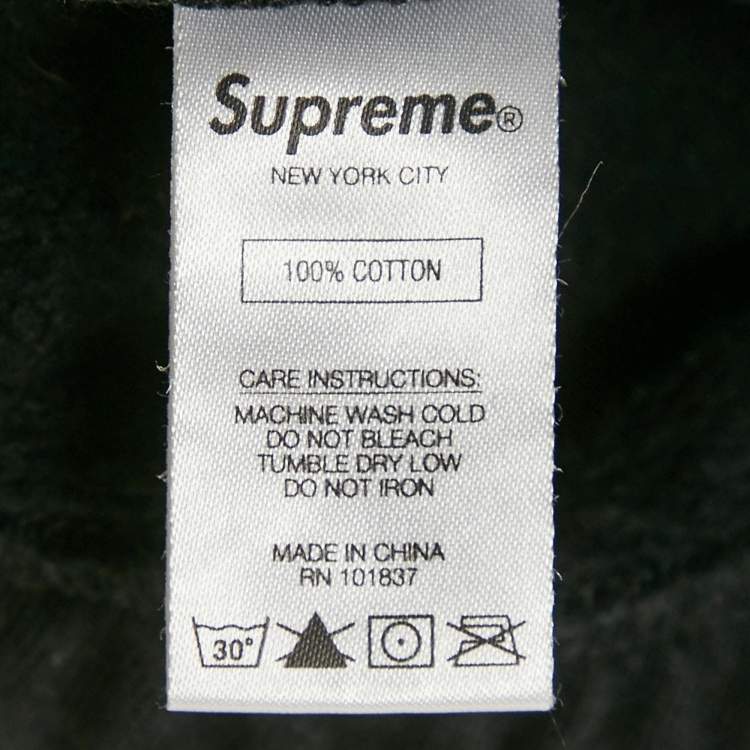 Supreme®
NEW YORK CITY
100% COTTON
CARE INSTRUCTIONS:
MACHINE WASH COLD
DO NOT BLEACH
TUMBLE DRY LOW
DO NOT IRON
MADE IN CHINA
RN 101837
30°